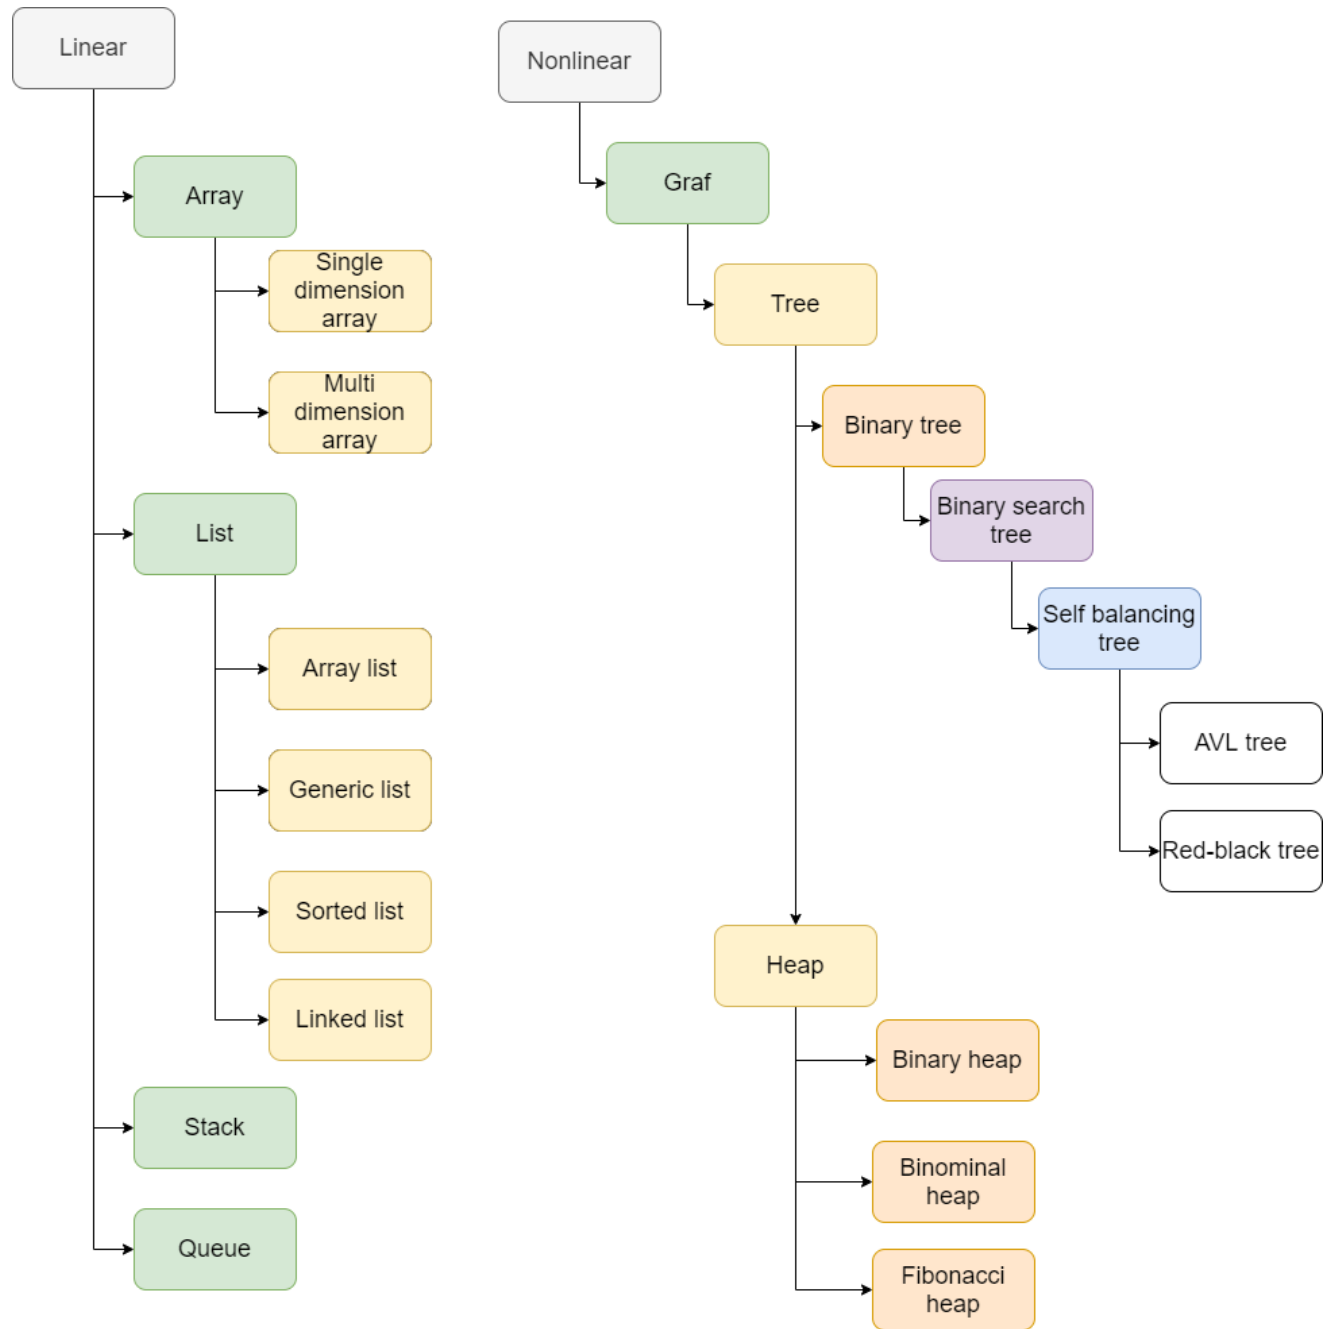 Linear
Array
Single
dimension
array
Multi
dimension
array
List
Array list
Generic list
Sorted list
Linked list
Stack
Queue
Nonlinear
Graf
Tree
Binary tree
Binary search
tree
Self balancing
tree
AVL tree
Red-black tree
Heap
Binary heap
Binominal
heap
Fibonacci
heap